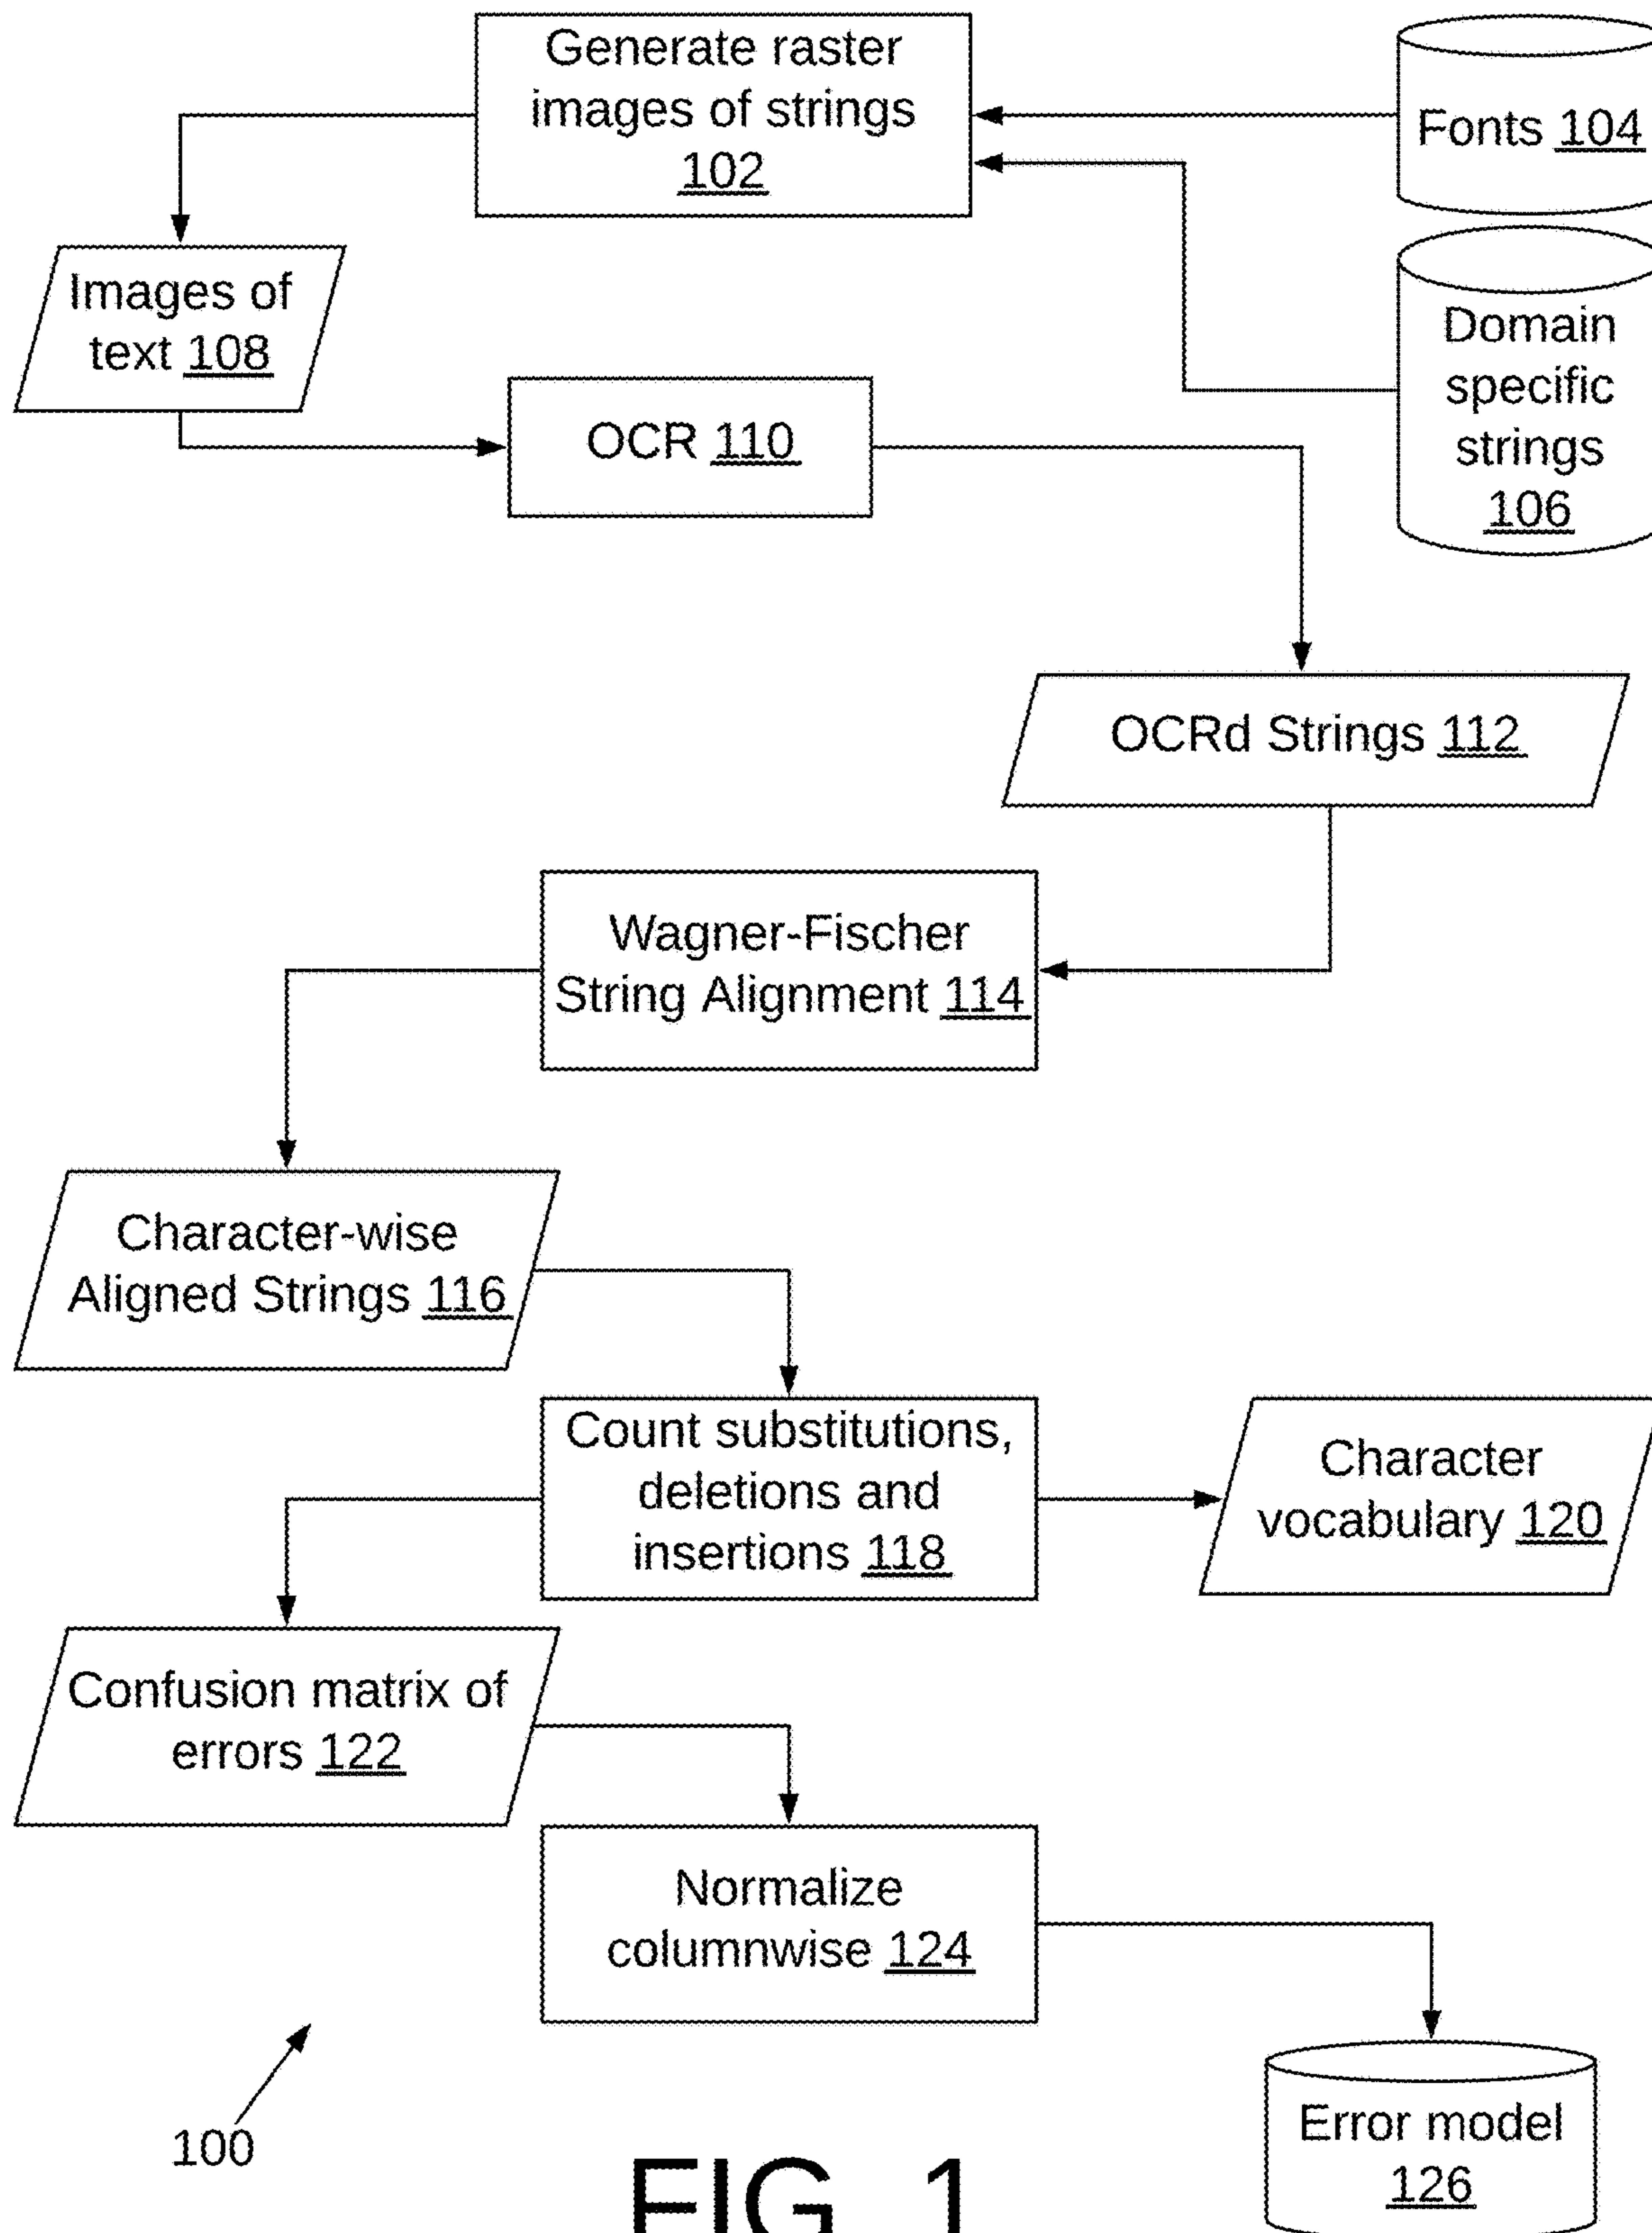 Generate raster
images of strings
102
Fonts 104
Images of
text 108
Domain
specific
strings
106
OCR 110
OCRd Strings 112
Wagner-Fischer
String Alignment 114
Character-wise
Aligned Strings 116
Count substitutions,
deletions and
insertions 118
Character
vocabulary 120
Confusion matrix of
errors 122
Normalize
columnwise 124
Error model
126
100
FIG. 1